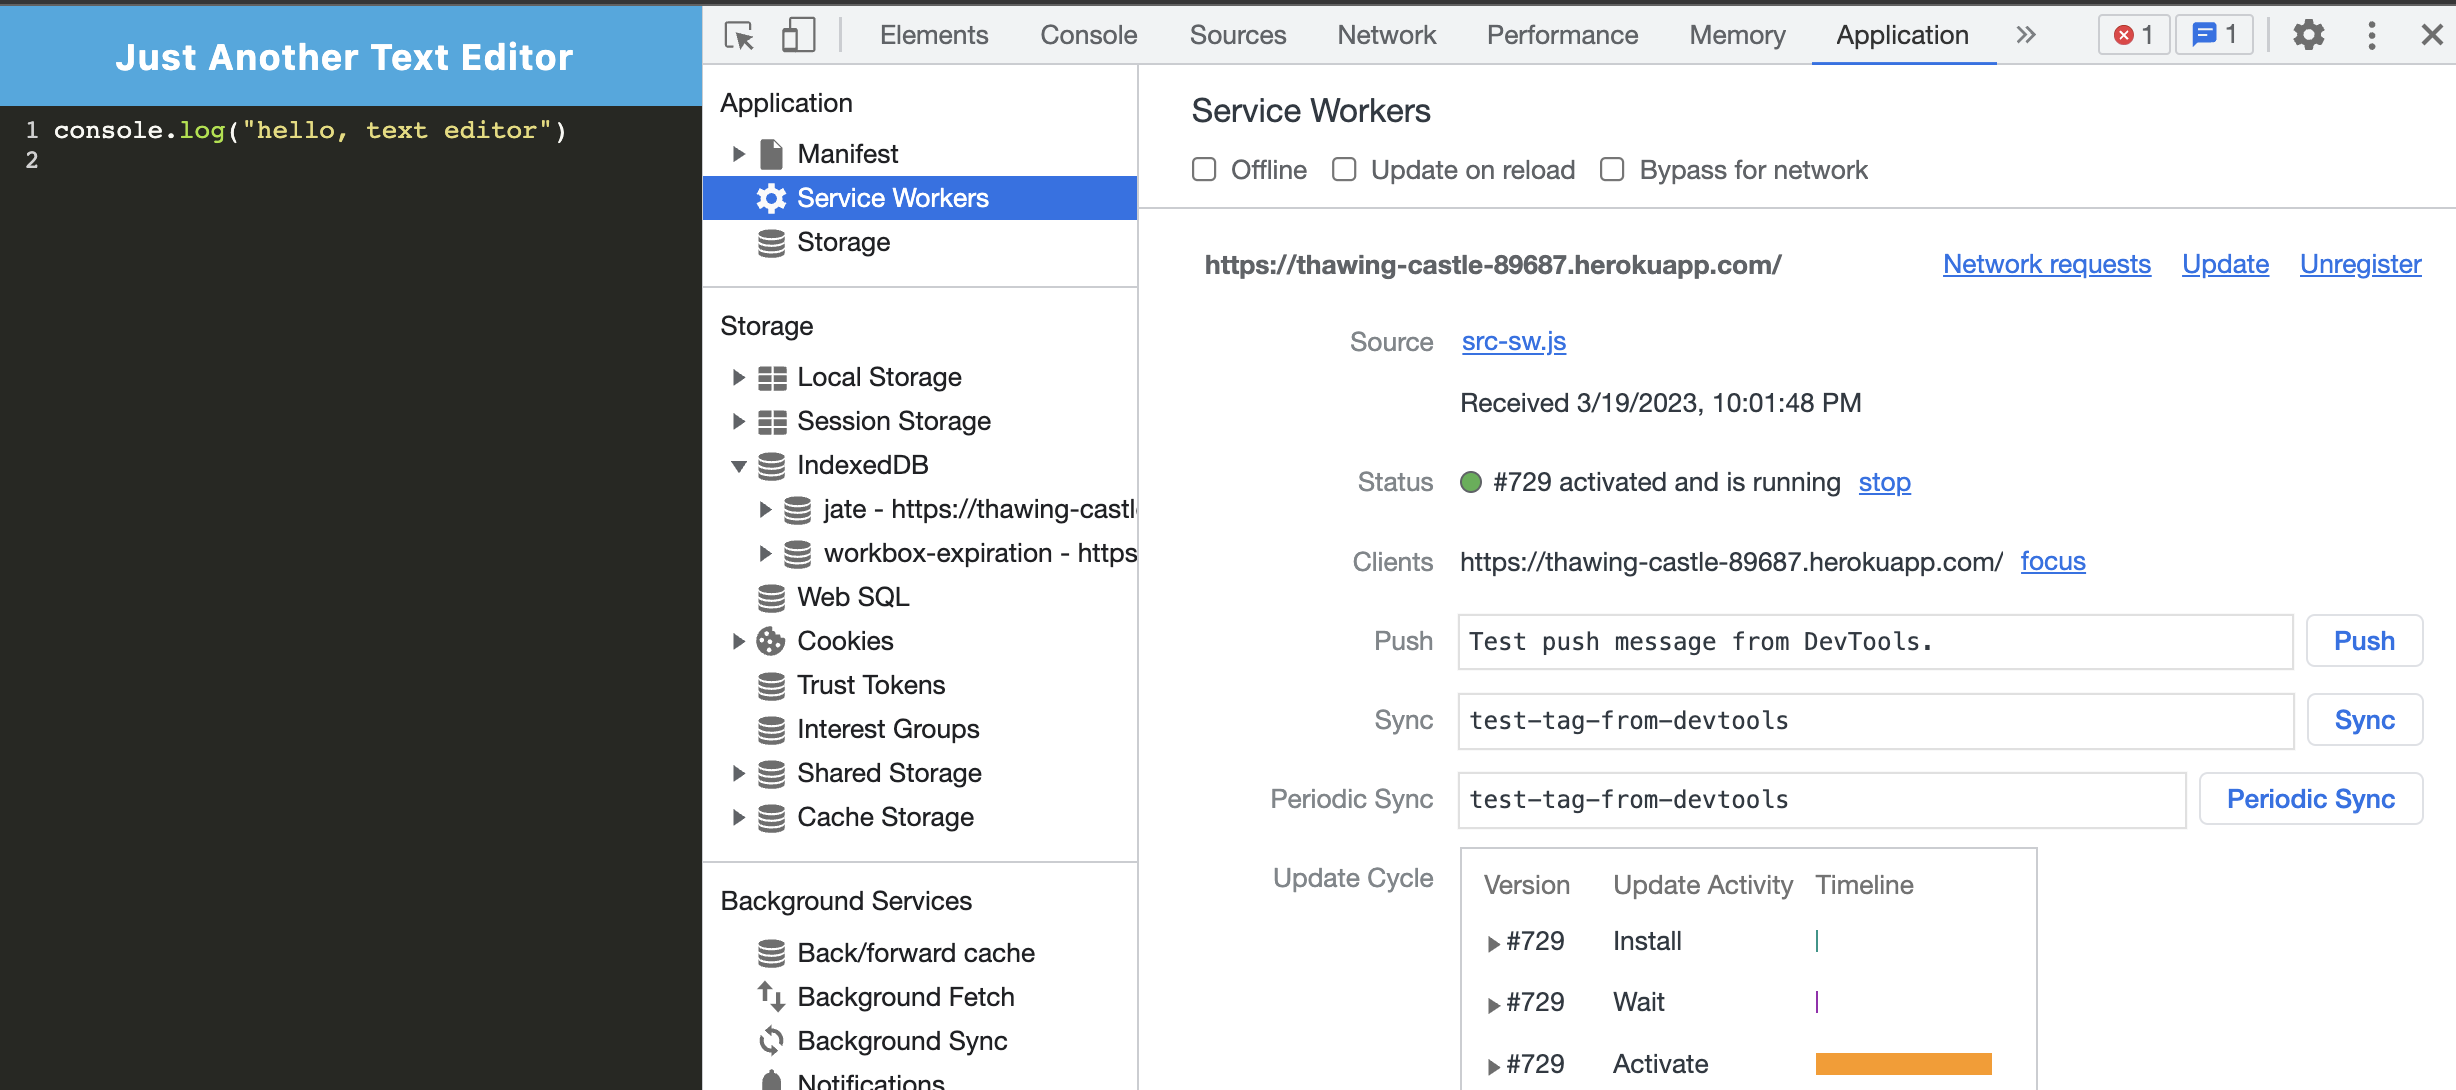 Just Another Text Editor
1 console.log("hello, text editor")
2
Elements Console Sources Network Performance Memory Application 1 1
Application
Manifest
Service Workers
Storage
Storage
Local Storage
Session Storage
IndexedDB
jate - https://thawing-castl
workbox-expiration - https
Web SQL
Cookies
Trust Tokens
Interest Groups
Shared Storage
Cache Storage
Background Services
Back/forward cache
Background Fetch
Background Sync
Notifications
Service Workers
Offline Update on reload Bypass for network
https://thawing-castle-89687.herokuapp.com/ Network requests Update Unregister
Source src-sw.js
Received 3/19/2023, 10:01:48 PM
Status #729 activated and is running stop
Clients https://thawing-castle-89687.herokuapp.com/ focus
Push Test push message from DevTools. Push
Sync test-tag-from-devtools Sync
Periodic Sync test-tag-from-devtools Periodic Sync
Update Cycle Version Update Activity Timeline
#729 Install
#729 Wait
#729 Activate